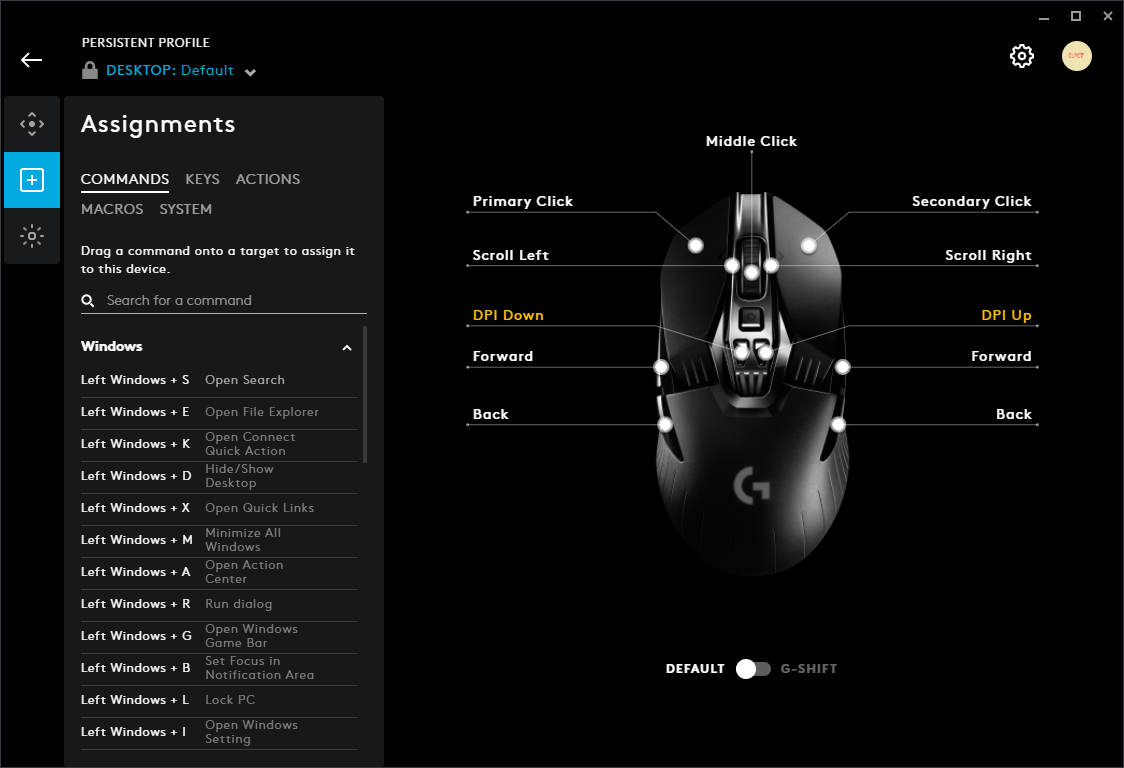 PERSISTENT PROFILE
DESKTOP: Default
Assignments
COMMANDS KEYS ACTIONS
MACROS SYSTEM
Drag a command onto a target to assign it
to this device.
Search for a command
Windows
Left Windows + S Open Search
Left Windows + E Open File Explorer
Left Windows + K Open Connect
Quick Action
Left Windows + D Hide/Show
Desktop
Left Windows + X Open Quick Links
Left Windows + M Minimize All
Windows
Left Windows + A Open Action
Center
Left Windows + R Run dialog
Left Windows + G Open Windows
Game Bar
Left Windows + B Set Focus in
Notification Area
Left Windows + L Lock PC
Left Windows + I Open Windows
Setting
Middle Click
Primary Click Secondary Click
Scroll Left Scroll Right
DPI Down DPI Up
Forward Forward
Back Back
G
DEFAULT G-SHIFT